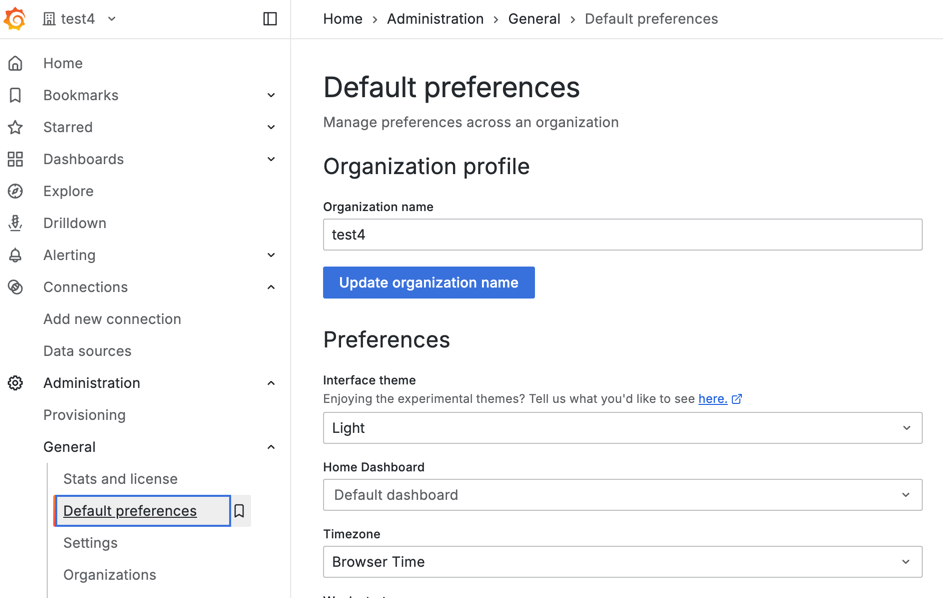 test4
Home › Administration › General › Default preferences
Home
Bookmarks
Starred
Dashboards
Explore
Drilldown
Alerting
Connections
Add new connection
Data sources
Administration
Provisioning
General
Stats and license
Default preferences
Settings
Organizations
Default preferences
Manage preferences across an organization
Organization profile
Organization name
test4
Update organization name
Preferences
Interface theme
Enjoying the experimental themes? Tell us what you'd like to see here.
Light
Home Dashboard
Default dashboard
Timezone
Browser Time